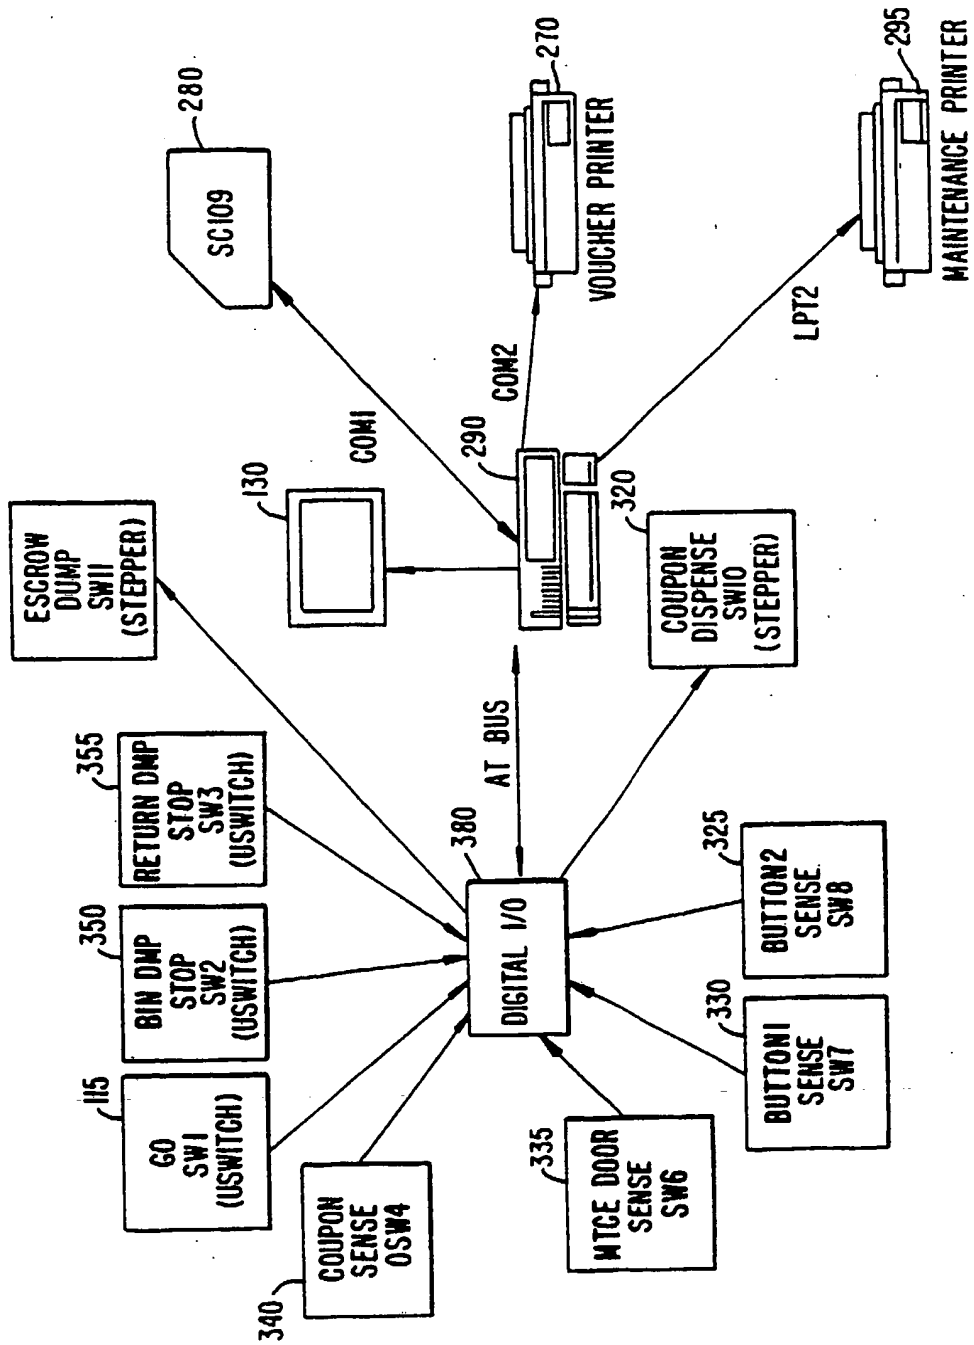 ESCROW
DUMP
SW11
(STEPPER)
355
RETURN DMP
STOP
SW3
(USWITCH)
350
BIN DMP
STOP
SW2
(USWITCH)
115
GO
SW1
(USWITCH)
340
COUPON
SENSE
OSW4
130
COM1
280
SC109
380
DIGITAL I/O
AT BUS
290
COM2
270
VOUCHER PRINTER
335
MTCE DOOR
SENSE
SW6
330
BUTTON1
SENSE
SW7
325
BUTTON2
SENSE
SW8
320
COUPON
DISPENSE
SW10
(STEPPER)
LPT2
295
MAINTENANCE PRINTER